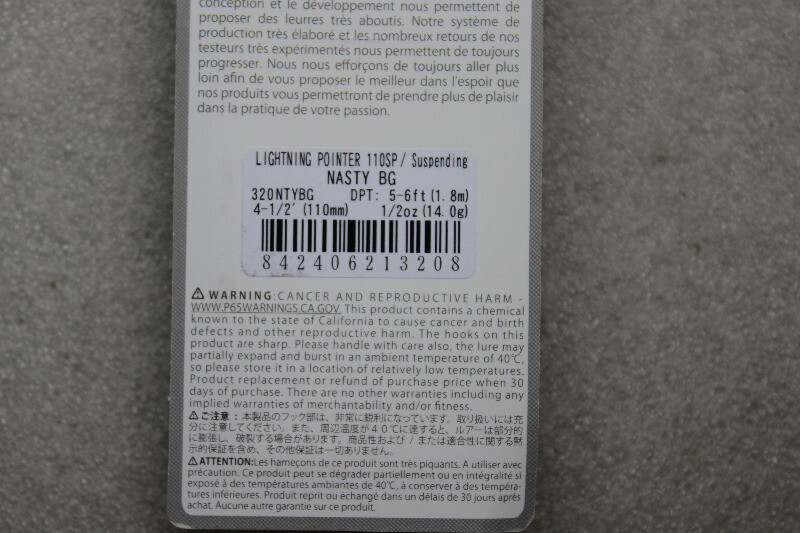 conception et le développement nous permettent de
proposer des leurres très aboutis. Notre système de
production très élaboré et les nombreux retours de nos
testeurs très expérimentés nous permettent de toujours
progresser. Nous nous efforçons de toujours aller plus
loin afin de vous proposer le meilleur dans l'espoir que
nos produits vous permettront de prendre plus de plaisir
dans la pratique de votre passion.
LIGHTNING POINTER 110SP/ Suspending
NASTY BG
320NTYBG DPT: 5-6ft(1.8m)
4-1/2' (110mm) 1/2oz(14.0g)
842406213208
⚠ WARNING:CANCER AND REPRODUCTIVE HARM -
WWW.P65WARNINGS.CA.GOV. This product contains a chemical
known to the state of California to cause cancer and birth
defects and other reproductive harm. The hooks on this
product are sharp. Please handle with care also, the lure may
partially expand and burst in an ambient temperature of 40℃,
so please store it in a location of relatively low temperatures.
Product replacement or refund of purchase price when 30
days of purchase. There are no other warranties including any
implied warranties of merchantability and/or fitness.
⚠ご注意：本製品のフック部は、非常に鋭利になっています。取り扱いには充
分に注意してください。また、周辺温度が４０℃に達すると、ルアーは部分的
に膨張し、破裂する場合があります。商品性および / または適合性に関する黙
示的保証を含め、その他保証は一切ありません。
⚠ATTENTION:Les hameçons de ce produit sont très piquants. A utiliser avec
précaution. Ce produit peut se dégrader partiellement ou en intégralité si
exposé à des températures ambiantes de 40℃, à conserver à des tempéra-
tures inférieures. Produit reprit ou échangé dans un délais de 30 jours après
achat. Aucune autre garantie sur ce produit.